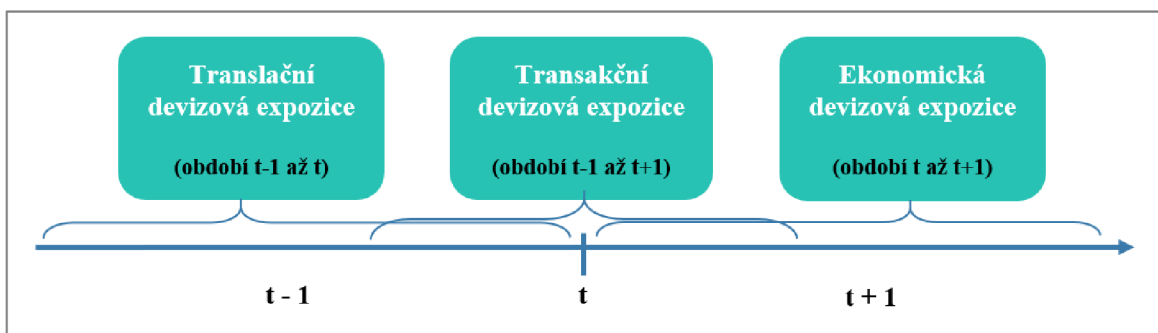 Translační
devizová expozice
(období t-1 až t)
Transakční
devizová expozice
(období t-1 až t+1)
Ekonomická
devizová expozice
(období t až t+1)
t - 1
t
t + 1